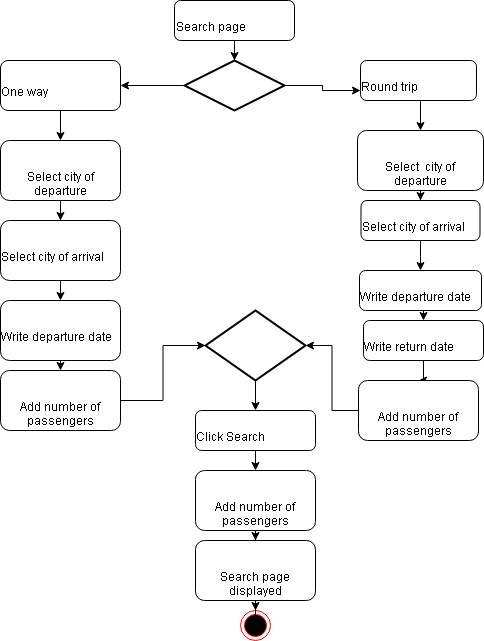 Search page
One way
Round trip
Select city of
departure
Select city of
departure
Select city of arrival
Select city of arrival
Write departure date
Write departure date
Write return date
Add number of
passengers
Add number of
passengers
Click Search
Add number of
passengers
Search page
displayed